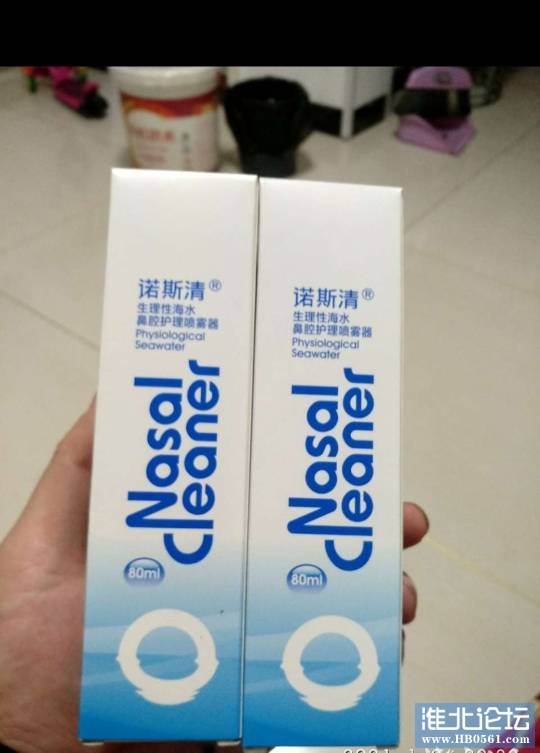 诺斯清®
生理性海水
鼻腔护理喷雾器
Physiological
Seawater
Nasal
cleaner
80ml
诺斯清®
生理性海水
鼻腔护理喷雾器
Physiological
Seawater
Nasal
cleaner
80ml
淮北论坛
www.HB0561.com